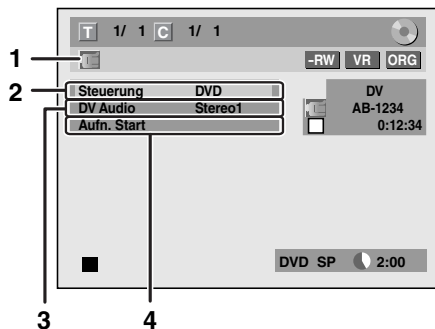 T 1/ 1 C 1/ 1
1
-RW VR ORG
2
Steuerung DVD
DV Audio Stereo1
Aufn. Start
DV
AB-1234
0:12:34
DVD SP 2:00
3 4